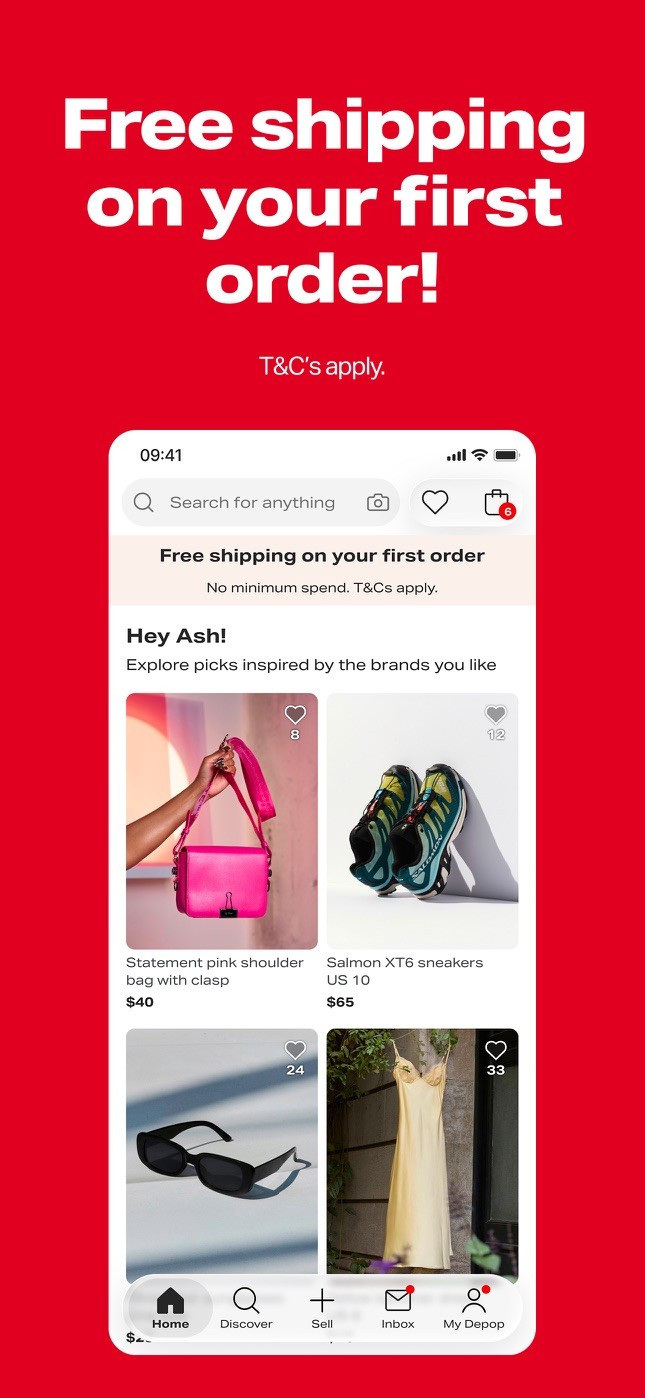 Free shipping
on your first
order!
T&C's apply.
09:41
Search for anything
6
Free shipping on your first order
No minimum spend. T&Cs apply.
Hey Ash!
Explore picks inspired by the brands you like
8
12
SALOMON
Statement pink shoulder
bag with clasp
$40
Salmon XT6 sneakers
US 10
$65
24
33
Home
Discover
Sell
Inbox
My Depop